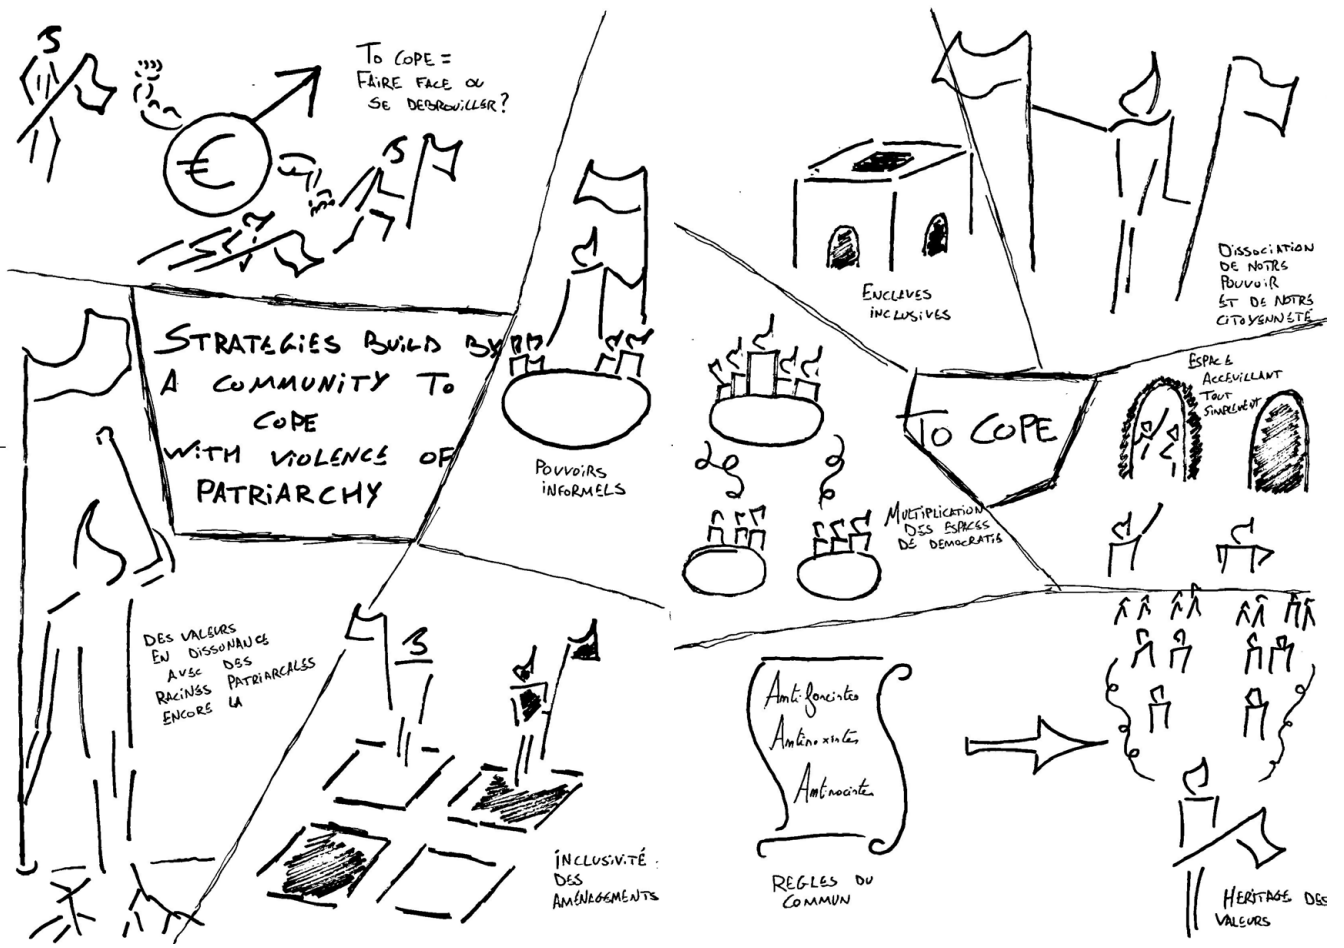 TO COPE =
FAIRE FACE OU
SE DEBROUILLER?
STRATEGIES BUILD BY
A COMMUNITY TO
COPE
WITH VIOLENCE OF
PATRIARCHY
POUVOIRS
INFORMELS
DES VALEURS
EN DISSONANCE
AVEC DES
RACINES PATRIARCALES
ENCORE LA
INCLUSIVITÉ
DES
AMÉNAGEMENTS
ENCLAVES
INCLUSIVES
DISSOCIATION
DE NOTRE
POUVOIR
ET DE NOTRE
CITOYENNETÉ
TO COPE
ESPACE
ACCEUILLANT
TOUT
SIMPLEMENT
MULTIPLICATION
DES ESPACES
DE DEMOCRATIE
Antifascistes
Antisexistes
Antiracistes
REGLES DU
COMMUN
HERITAGE DES
VALEURS